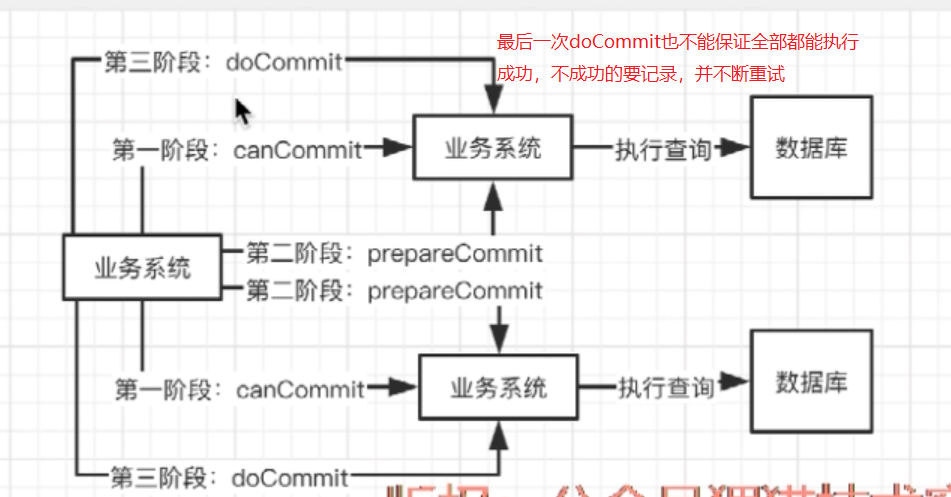 最后一次doCommit也不能保证全部都能执行
成功，不成功的要记录，并不断重试
第三阶段：doCommit
第一阶段：canCommit
业务系统
执行查询
数据库
业务系统
第二阶段：prepareCommit
第二阶段：prepareCommit
第一阶段：canCommit
业务系统
执行查询
数据库
第三阶段：doCommit